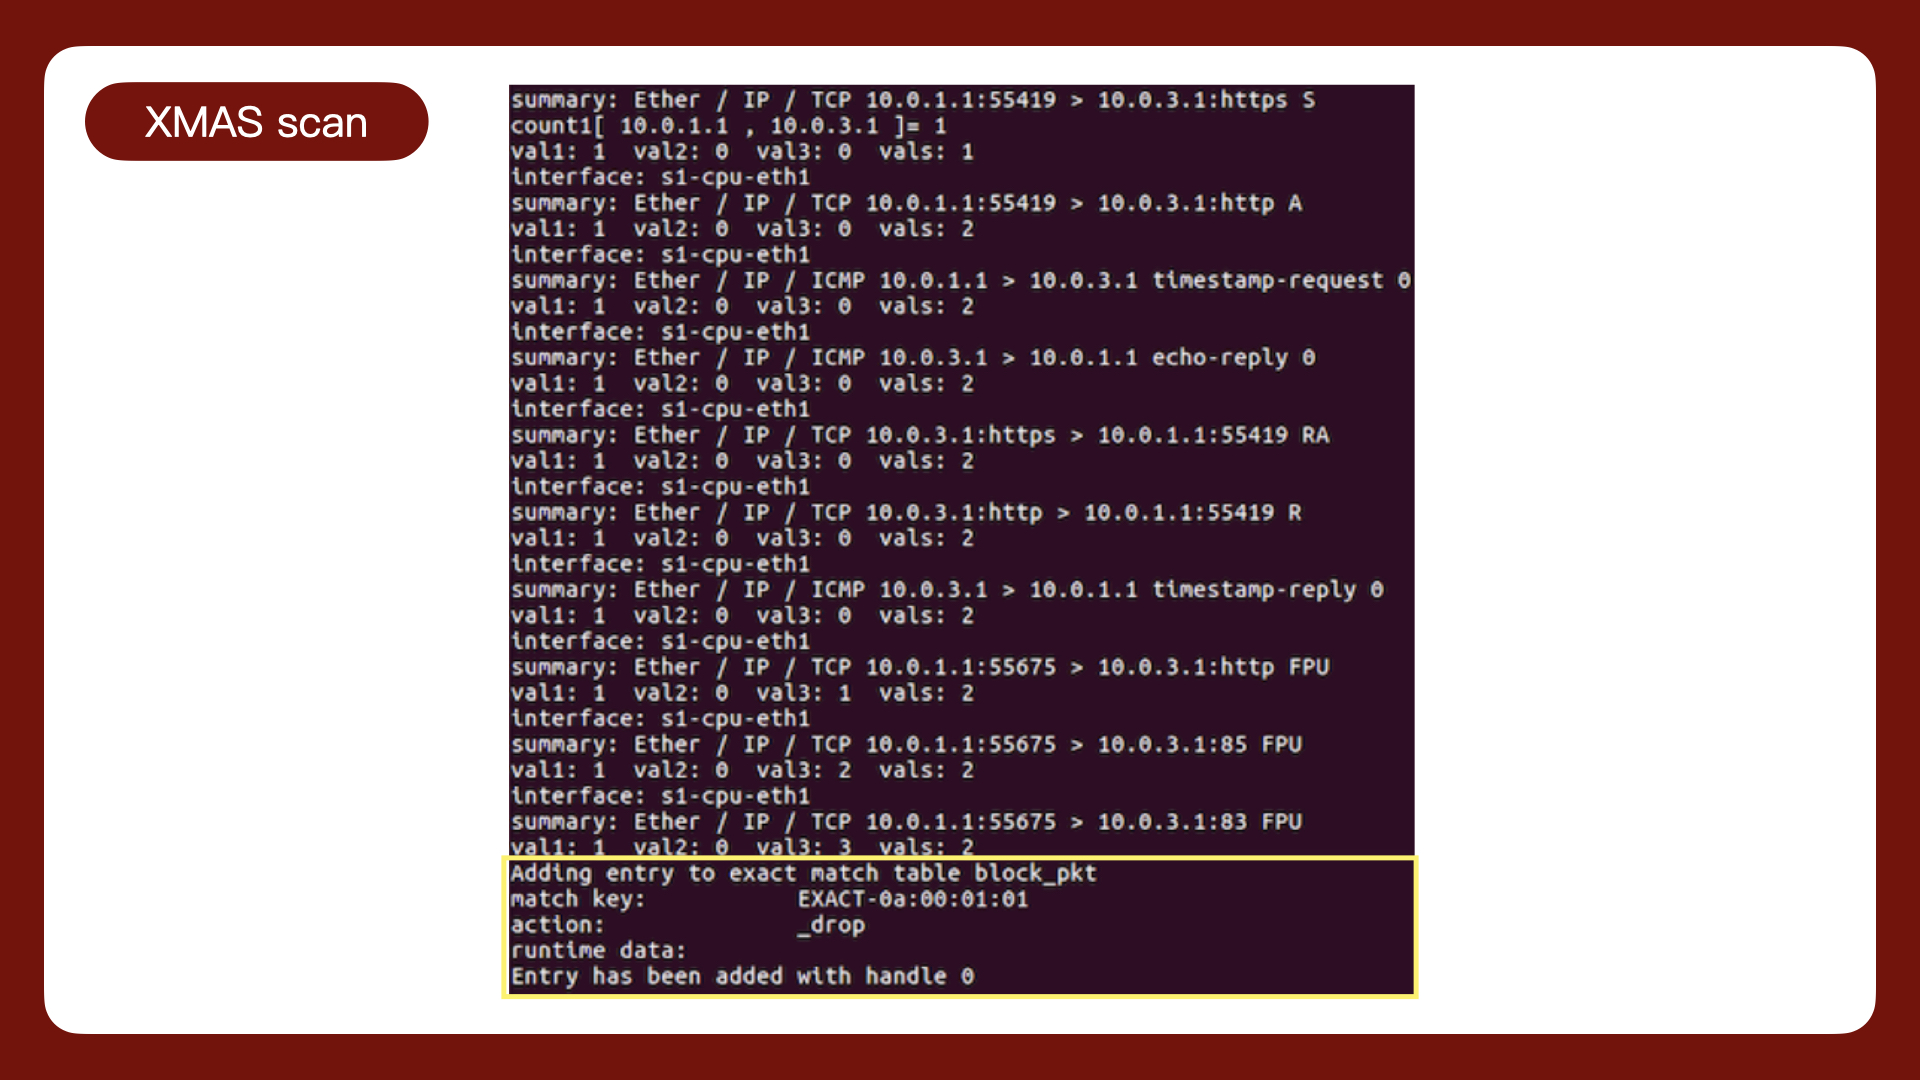 XMAS scan
summary: Ether / IP / TCP 10.0.1.1:55419 > 10.0.3.1:https S
count1[ 10.0.1.1 , 10.0.3.1 ]= 1
val1: 1  val2: 0  val3: 0  vals: 1
interface: s1-cpu-eth1
summary: Ether / IP / TCP 10.0.1.1:55419 > 10.0.3.1:http A
val1: 1  val2: 0  val3: 0  vals: 2
interface: s1-cpu-eth1
summary: Ether / IP / ICMP 10.0.1.1 > 10.0.3.1 timestamp-request 0
val1: 1  val2: 0  val3: 0  vals: 2
interface: s1-cpu-eth1
summary: Ether / IP / ICMP 10.0.3.1 > 10.0.1.1 echo-reply 0
val1: 1  val2: 0  val3: 0  vals: 2
interface: s1-cpu-eth1
summary: Ether / IP / TCP 10.0.3.1:https > 10.0.1.1:55419 RA
val1: 1  val2: 0  val3: 0  vals: 2
interface: s1-cpu-eth1
summary: Ether / IP / TCP 10.0.3.1:http > 10.0.1.1:55419 R
val1: 1  val2: 0  val3: 0  vals: 2
interface: s1-cpu-eth1
summary: Ether / IP / ICMP 10.0.3.1 > 10.0.1.1 timestamp-reply 0
val1: 1  val2: 0  val3: 0  vals: 2
interface: s1-cpu-eth1
summary: Ether / IP / TCP 10.0.1.1:55675 > 10.0.3.1:http FPU
val1: 1  val2: 0  val3: 1  vals: 2
interface: s1-cpu-eth1
summary: Ether / IP / TCP 10.0.1.1:55675 > 10.0.3.1:85 FPU
val1: 1  val2: 0  val3: 2  vals: 2
interface: s1-cpu-eth1
summary: Ether / IP / TCP 10.0.1.1:55675 > 10.0.3.1:83 FPU
val1: 1  val2: 0  val3: 3  vals: 2
Adding entry to exact match table block_pkt
match key:           EXACT-0a:00:01:01
action:              _drop
runtime data:
Entry has been added with handle 0